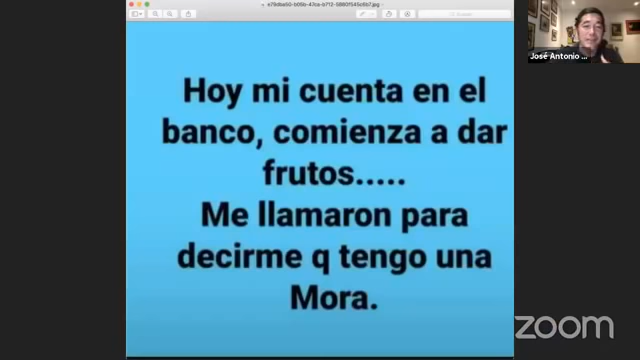 Hoy mi cuenta en el
banco, comienza a dar
frutos.....
Me llamaron para
decirme q tengo una
Mora.
José Antonio
zoom